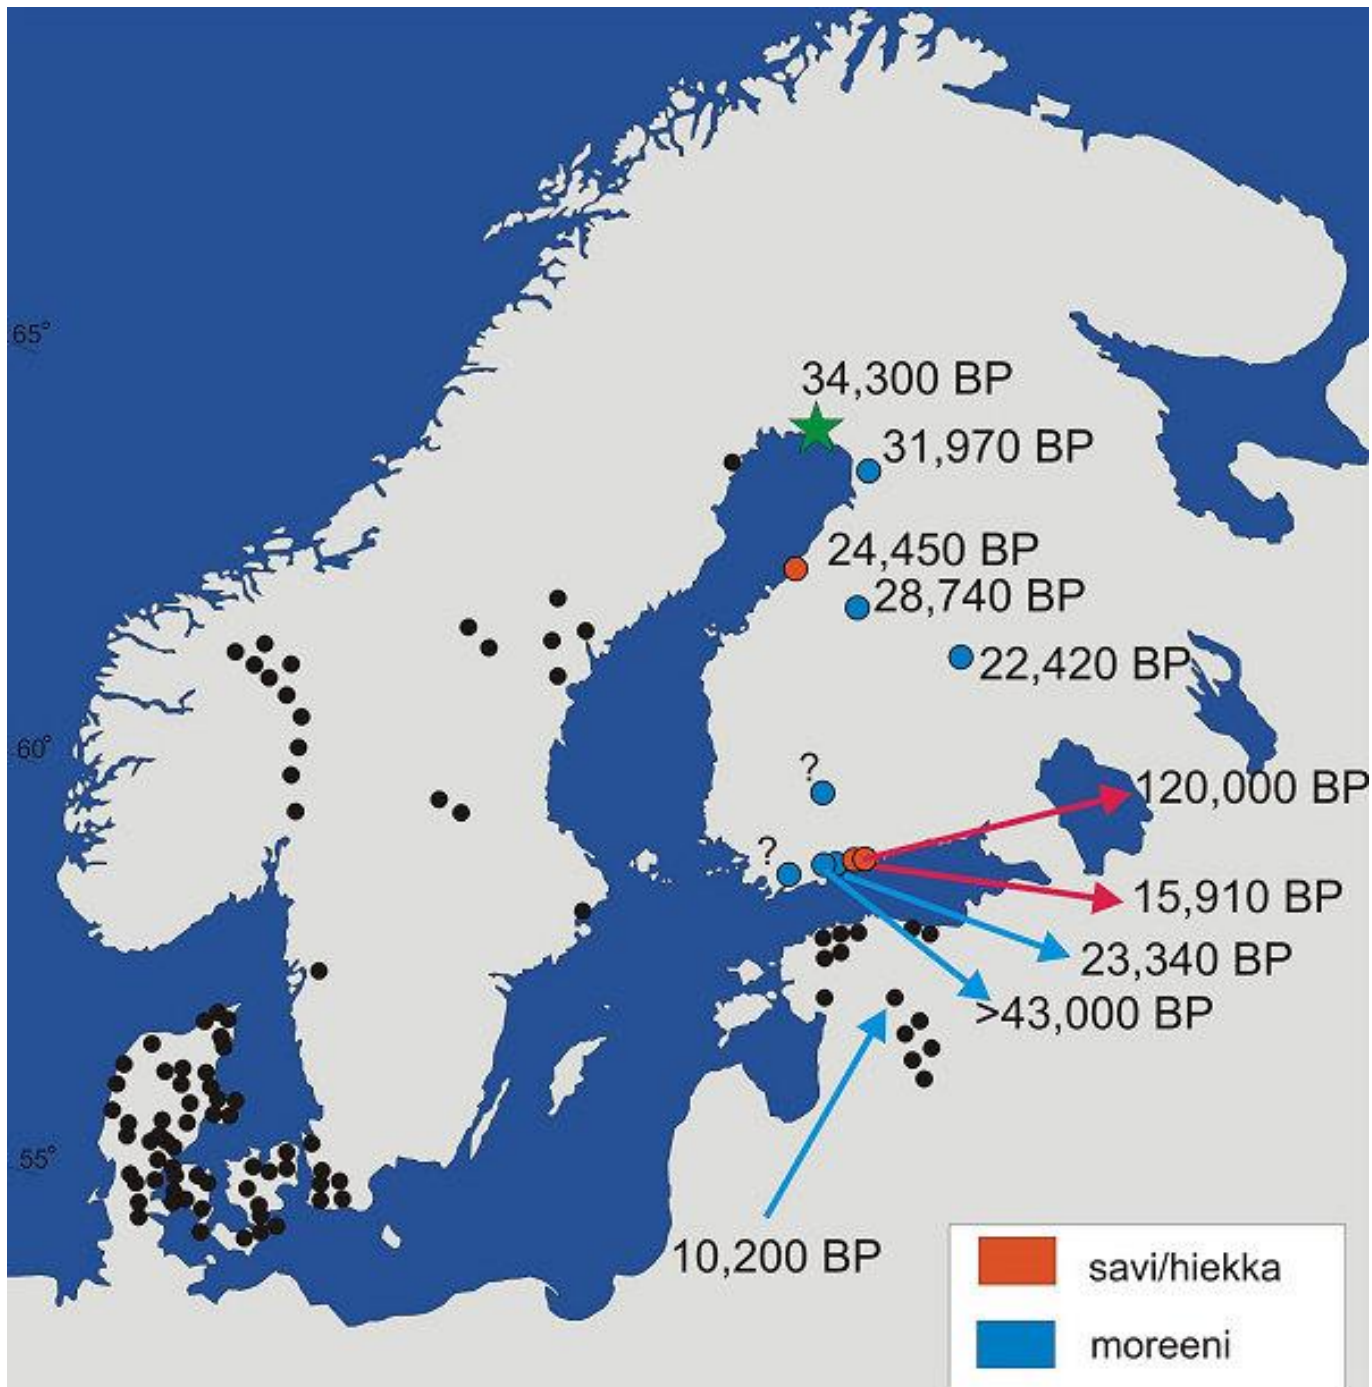 65°
34,300 BP
31,970 BP
24,450 BP
28,740 BP
22,420 BP
60°
?
120,000 BP
?
15,910 BP
23,340 BP
>43,000 BP
55°
10,200 BP
savi/hiekka
moreeni